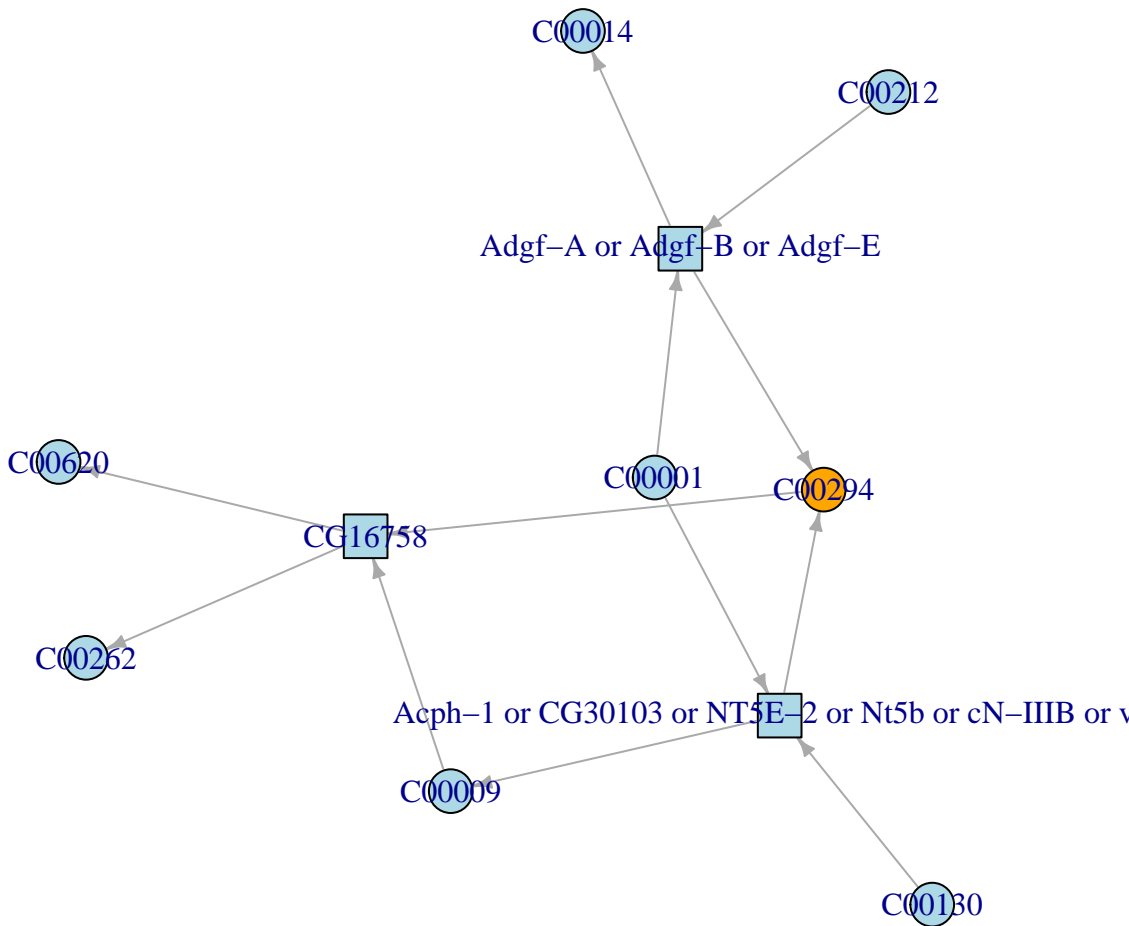 C00014
C00212
Adgf−A or Adgf−B or Adgf−E
C00620
C00001
C00294
CG16758
C00262
Acph−1 or CG30103 or NT5E−2 or Nt5b or cN−IIIB or v
C00009
C00130